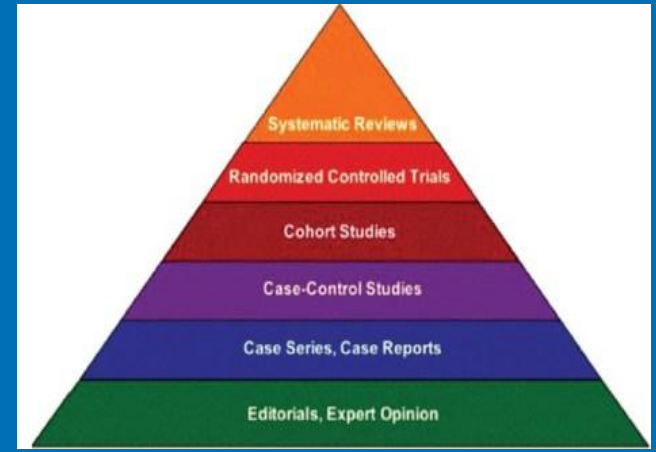 Systematic Reviews
Randomized Controlled Trials
Cohort Studies
Case-Control Studies
Case Series, Case Reports
Editorials, Expert Opinion